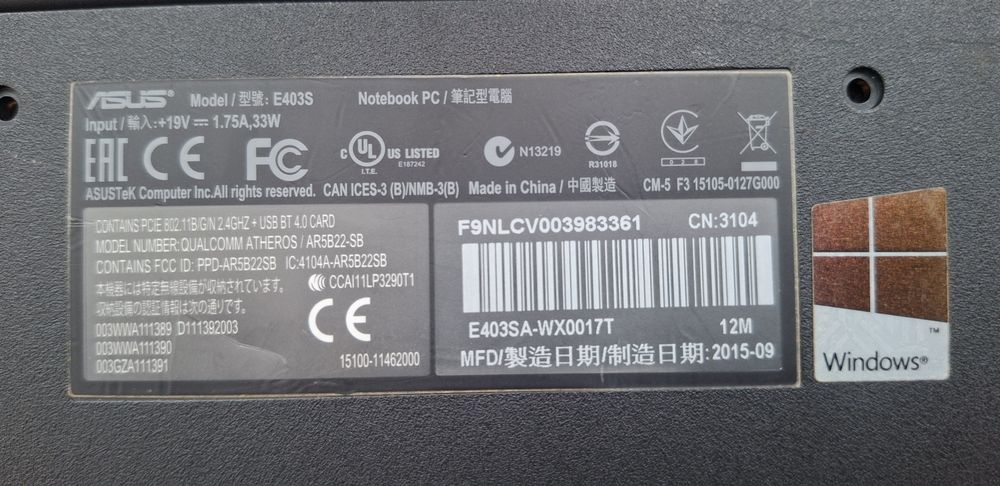 ASUS® Model / 型號: E403S Notebook PC / 筆記型電腦
Input / 輸入:+19V ⎓ 1.75A,33W
EAC CE FC c UL® US LISTED I.T.E. E187242 N13219 R31018
ASUSTeK Computer Inc.All rights reserved. CAN ICES-3 (B)/NMB-3(B) Made in China / 中國製造 CM-5 F3 15105-0127G000
CONTAINS PCIE 802.11B/G/N 2.4GHZ + USB BT 4.0 CARD
MODEL NUMBER:QUALCOMM ATHEROS / AR5B22-SB
CONTAINS FCC ID: PPD-AR5B22SB IC:4104A-AR5B22SB
本機器には特定無線設備が収納されています。 CCAI11LP3290T1
収納設備の認証情報は次の通りです。
003WWA111389 D111392003
003WWA111390
003GZA111391
CE
15100-11462000
F9NLCV003983361 CN:3104
E403SA-WX0017T 12M
MFD/製造日期/制造日期: 2015-09
Windows®
TM